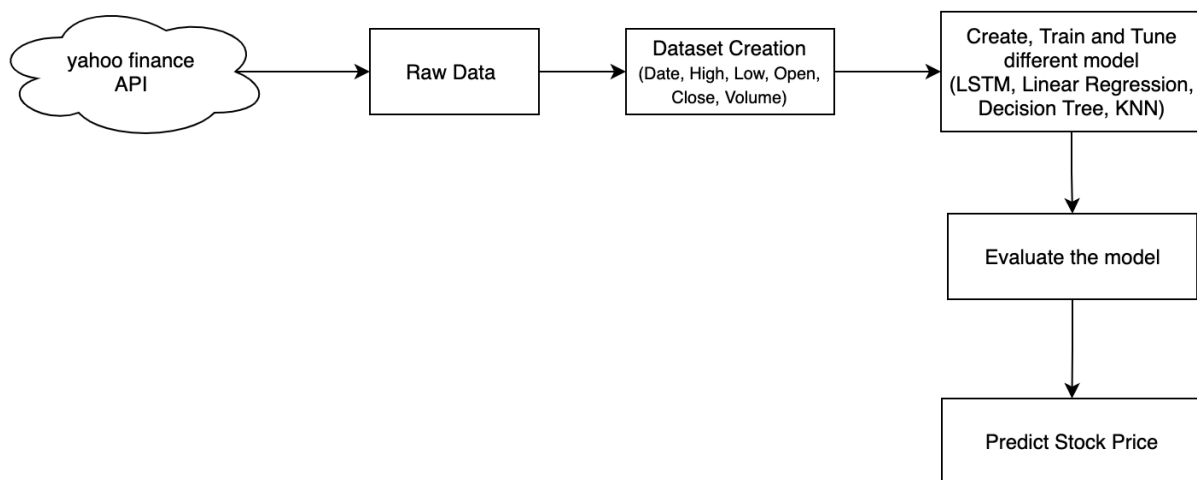 yahoo finance
API
Raw Data
Dataset Creation
(Date, High, Low, Open,
Close, Volume)
Create, Train and Tune
different model
(LSTM, Linear Regression,
Decision Tree, KNN)
Evaluate the model
Predict Stock Price